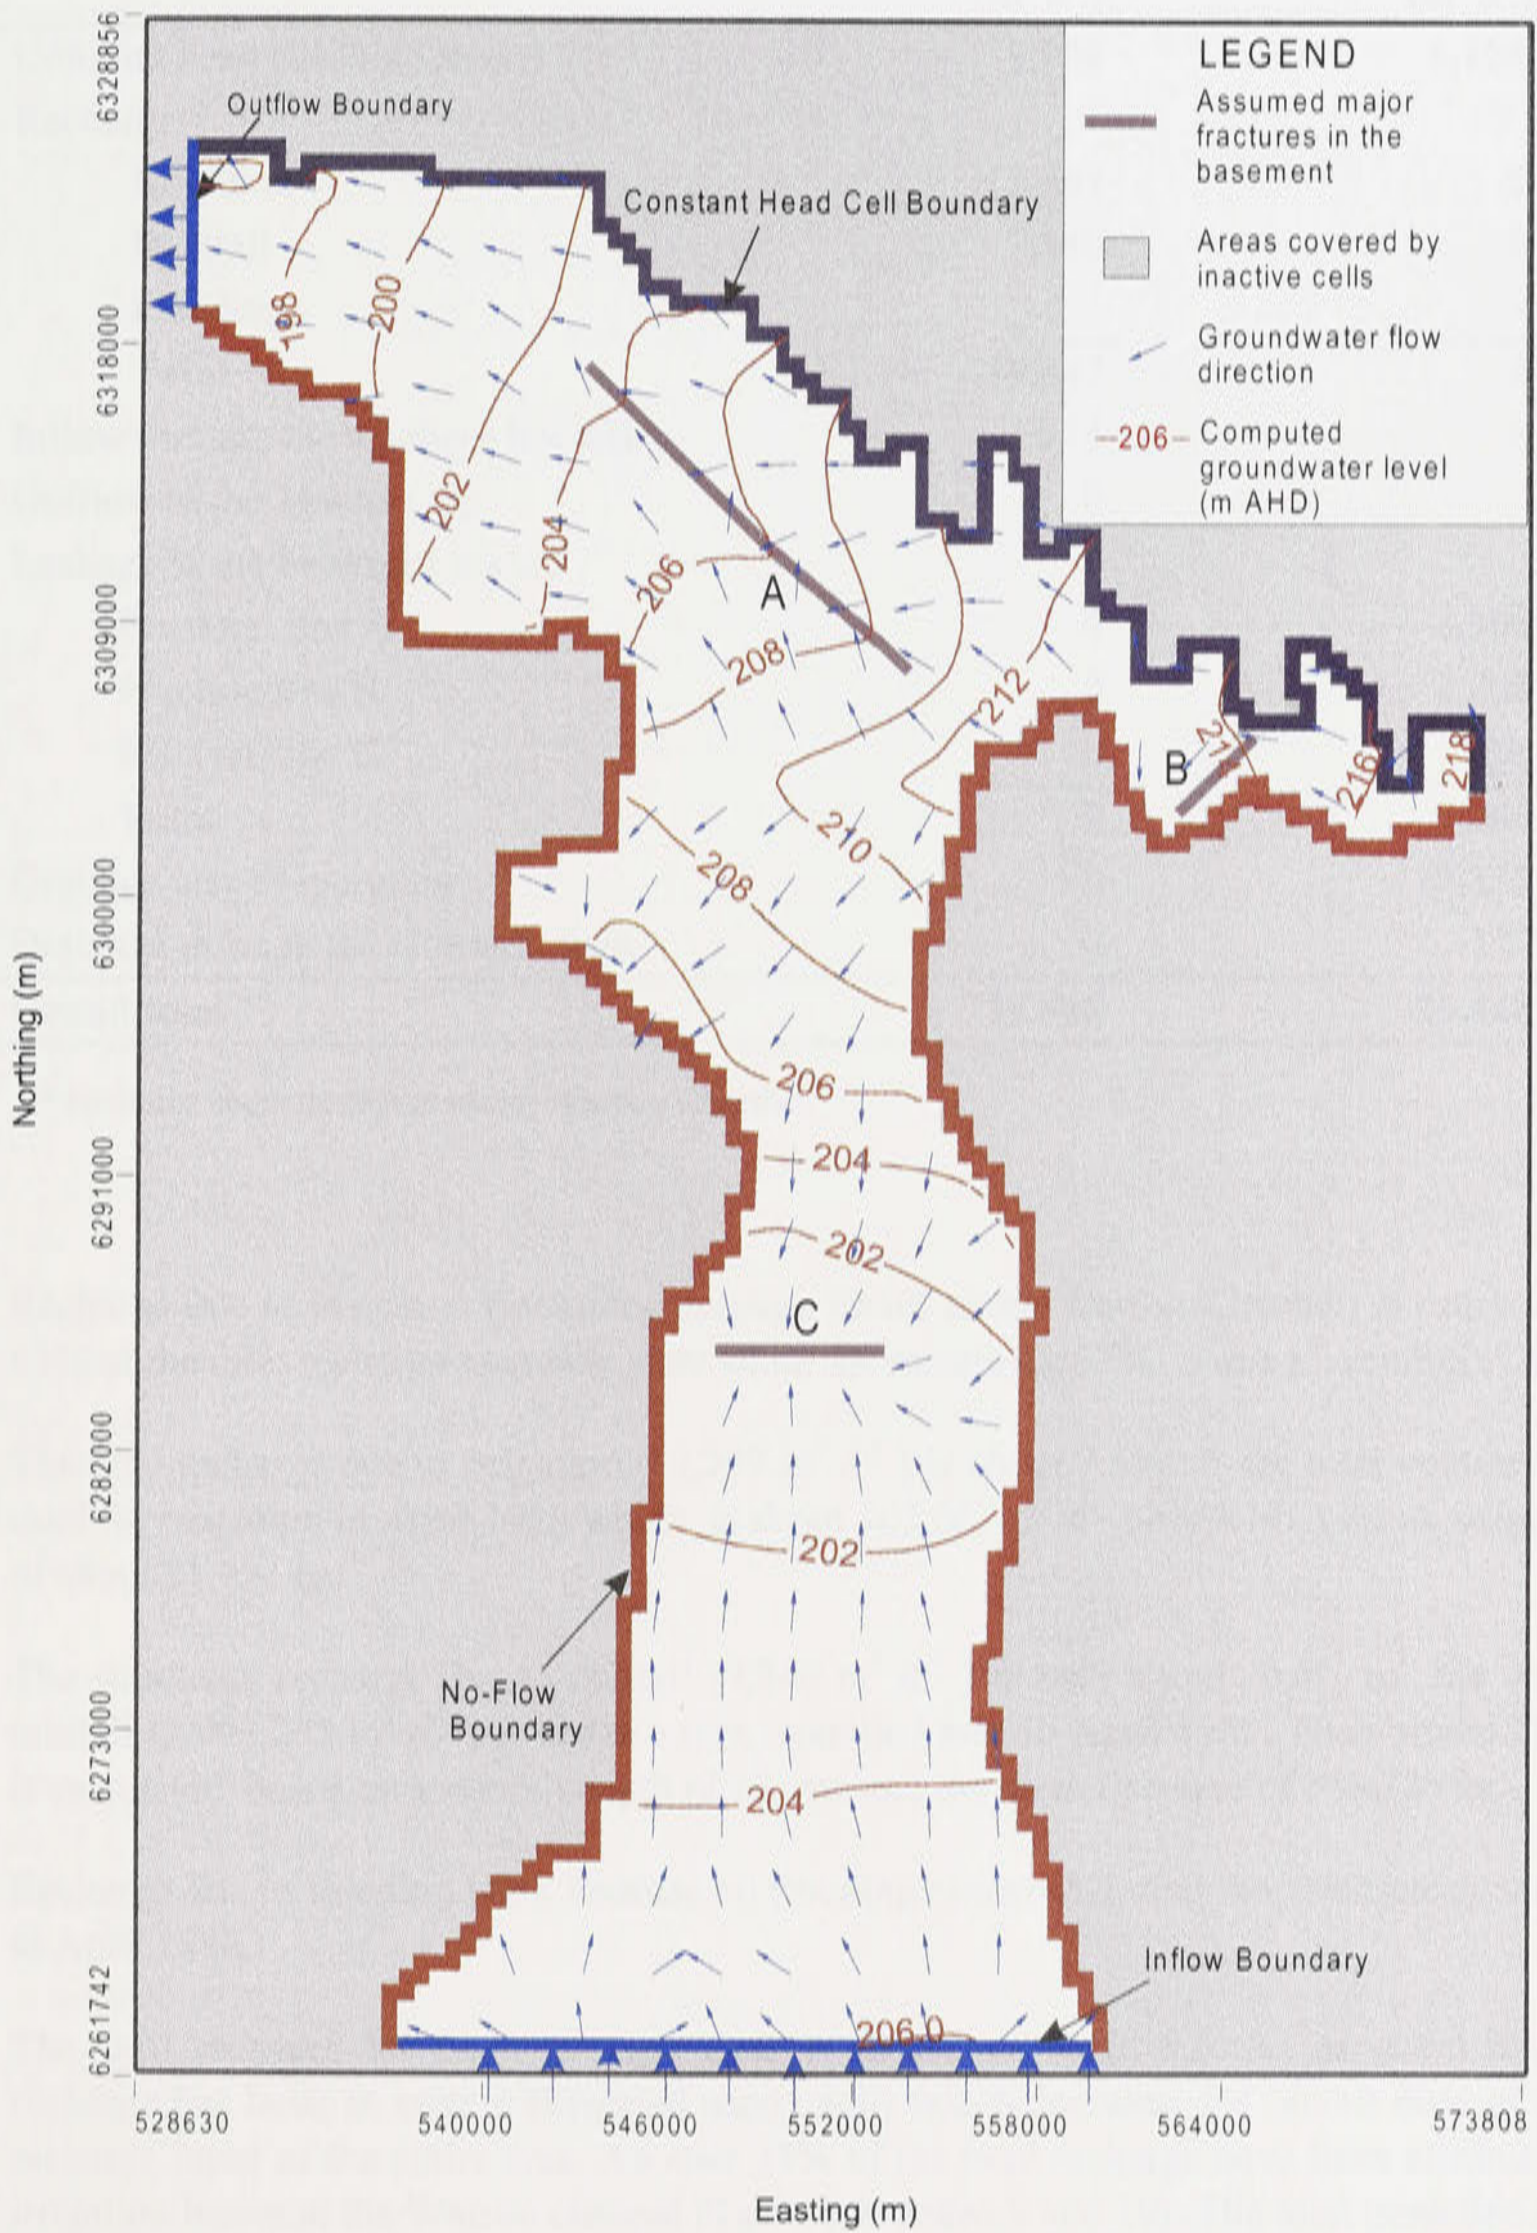 6328856
6318000
6309000
6300000
6291000
6282000
6273000
6261742
Northing (m)
LEGEND
Assumed major
fractures in the
basement
Areas covered by
inactive cells
Groundwater flow
direction
206
Computed
groundwater level
(m AHD)
Outflow Boundary
Constant Head Cell Boundary
198
200
202
204
206
A
208
212
B
216
218
210
208
206
204
202
C
202
No-Flow
Boundary
204
Inflow Boundary
206.0
528630
540000
546000
552000
558000
564000
573808
Easting (m)